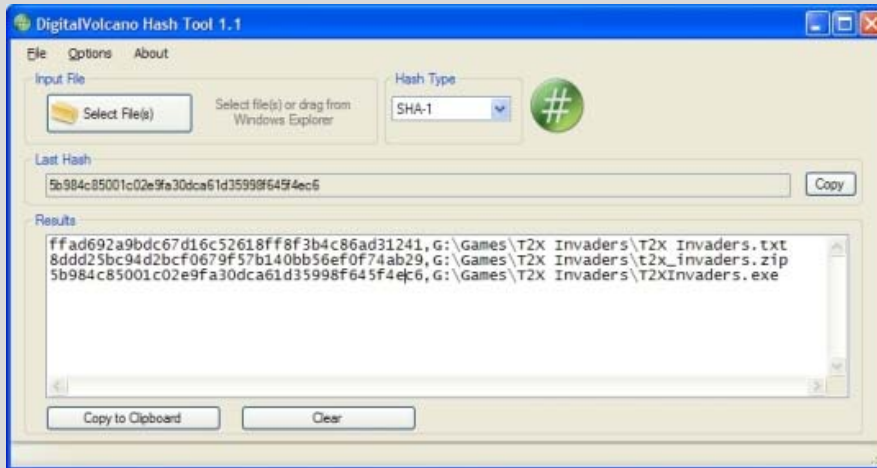 DigitalVolcano Hash Tool 1.1
File Options About
Input File
Select File(s)
Select file(s) or drag from
Windows Explorer
Hash Type
SHA-1
#
Last Hash
5b984c85001c02e9fa30dca61d35998f645f4ec6
Copy
Results
ffad692a9bdc67d16c52618ff8f3b4c86ad31241,G:\Games\T2X Invaders\T2X Invaders.txt
8ddd25bc94d2bcf0679f57b140bb56ef0f74ab29,G:\Games\T2X Invaders\t2x_invaders.zip
5b984c85001c02e9fa30dca61d35998f645f4ec6,G:\Games\T2X Invaders\T2XInvaders.exe
Copy to Clipboard
Clear